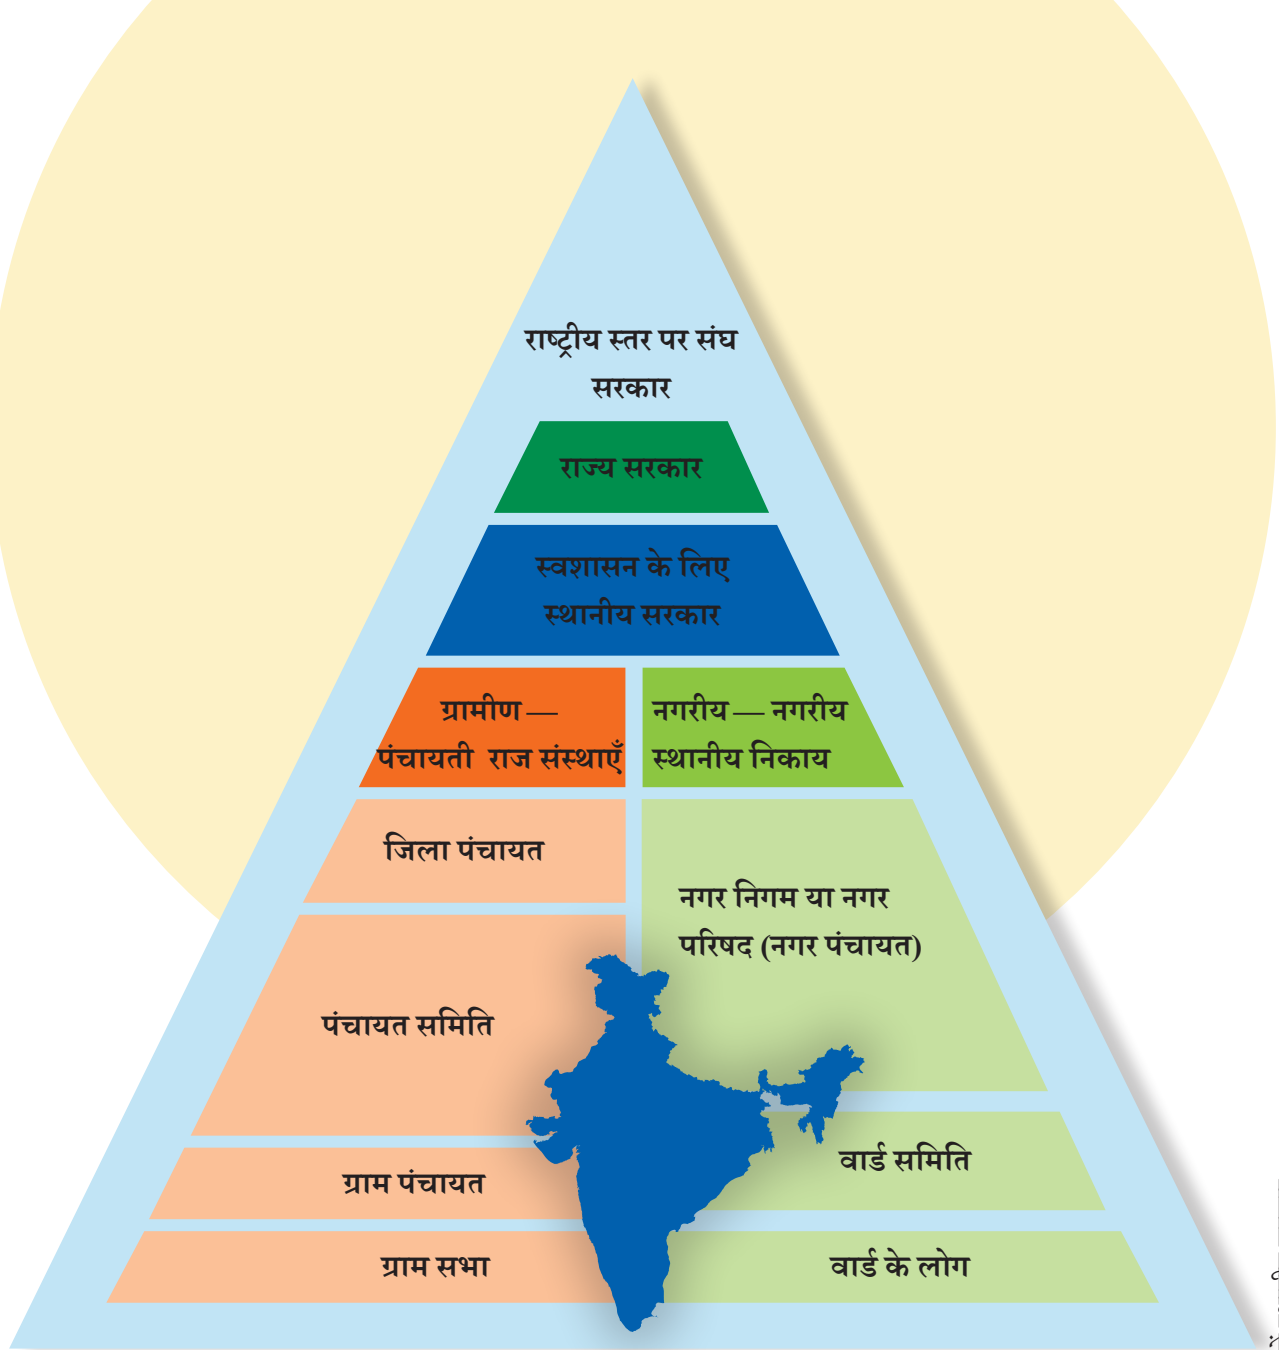 राष्ट्रीय स्तर पर संघ
सरकार
राज्य सरकार
स्वशासन के लिए
स्थानीय सरकार
ग्रामीण —
पंचायती राज संस्थाएँ
नगरीय — नगरीय
स्थानीय निकाय
जिला पंचायत
पंचायत समिति
ग्राम पंचायत
ग्राम सभा
नगर निगम या नगर
परिषद (नगर पंचायत)
वार्ड समिति
वार्ड के लोग